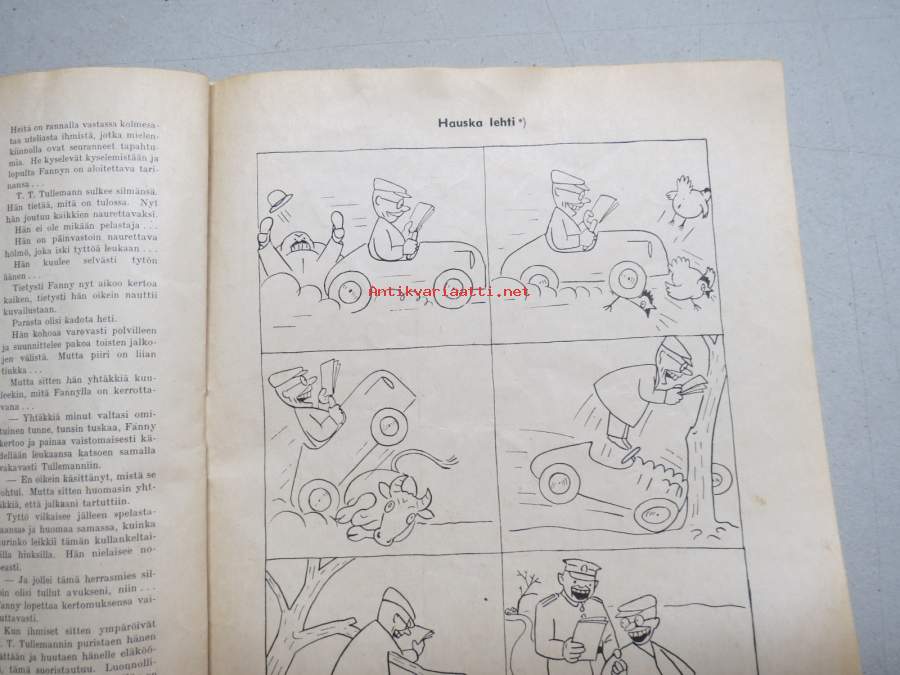 Heitä on rannalla vastassa kolmesa-
taa uteliasta ihmistä, jotka mielen-
kiinnolla ovat seuranneet tapahtu-
mia. He kyselevät kyselemistään ja
lopulta Fannyn on aloitettava tari-
nansa . . .
T. T. Tullemann sulkee silmänsä.
Hän tietää, mitä on tulossa. Nyt
hän joutuu kaikkien naurettavaksi.
Hän ei ole mikään pelastaja . . .
Hän on päinvastoin naurettava
hölmö, joka iski tyttöä leukaan . . .
Hän kuulee selvästi tytön
äänen . . .
Tietysti Fanny nyt aikoo kertoa
kaiken, tietysti hän oikein nauttii
kuvailustaan.
Parasta olisi kadota heti.
Hän kohoaa varovasti polvilleen
ja suunnittelee pakoa toisten jalko-
jen välistä. Mutta piiri on liian
tiukka . . .
Mutta sitten hän yhtäkkiä kuu-
leekin, mitä Fannylla on kerrotta-
vana . . .
— Yhtäkkiä minut valtasi omi-
tuinen tunne, tunsin tuskaa, Fanny
kertoo ja painaa vaistomaisesti kä-
dellään leukaansa katsoen samalla
vakavasti Tullemanniin.
— En oikein käsittänyt, mistä se
johtui. Mutta sitten huomasin yht-
äkkiä, että jalkaani tartuttiin.
Tyttö vilkaisee jälleen spelasta-
jaansa ja huomaa samassa, kuinka
aurinko leikkii tämän kullankeltai-
silla hiuksilla. Hän nielaisee no-
peasti.
— Ja jollei tämä herrasmies sil-
loin olisi tullut avukseni, niin . . .
Fanny lopettaa kertomuksensa vai-
uttavasti.
Kun ihmiset sitten ympäröivät
T. T. Tullemannin puristaen hänen
kättään ja huutaen hänelle eläköö-
tämä suoristautuu. Luonnolli-
Hauska lehti *)
Antikvariaatti.net